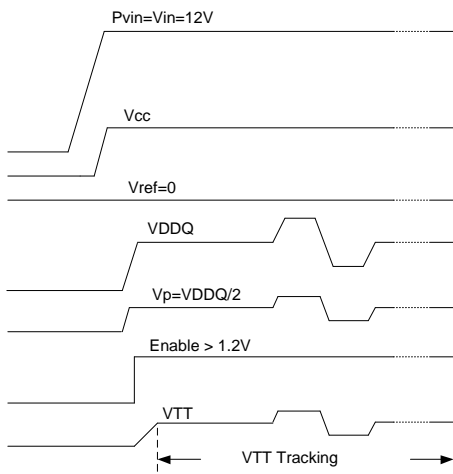 Pvin=Vin=12V
Vcc
Vref=0
VDDQ
Vp=VDDQ/2
Enable > 1.2V
VTT
VTT Tracking